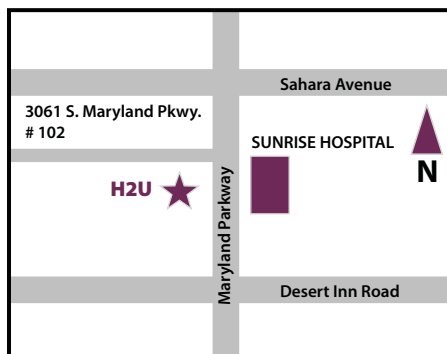 Sahara Avenue
3061 S. Maryland Pkwy.
# 102
SUNRISE HOSPITAL
N
H2U
Maryland Parkway
Desert Inn Road